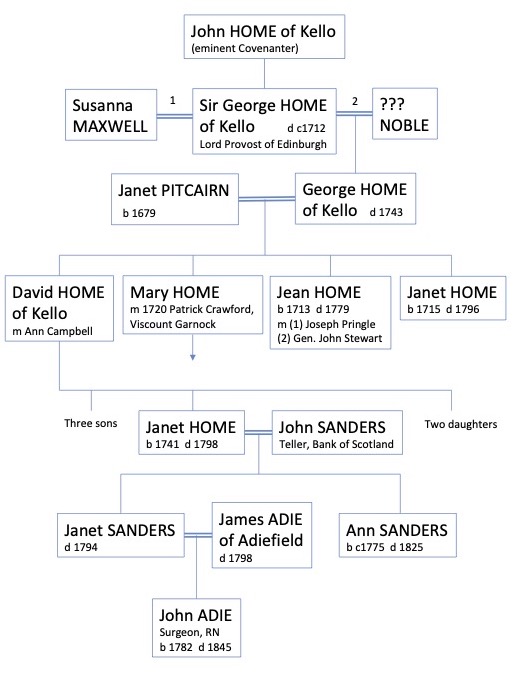 John HOME of Kello
(eminent Covenanter)
Susanna
MAXWELL
1
Sir George HOME
of Kello d c1712
Lord Provost of Edinburgh
2
???
NOBLE
Janet PITCAIRN
b 1679
George HOME
of Kello d 1743
David HOME
of Kello
m Ann Campbell
Mary HOME
m 1720 Patrick Crawford,
Viscount Garnock
Jean HOME
b 1713 d 1779
m (1) Joseph Pringle
(2) Gen. John Stewart
Janet HOME
b 1715 d 1796
Three sons
Janet HOME
b 1741 d 1798
John SANDERS
Teller, Bank of Scotland
Two daughters
Janet SANDERS
d 1794
James ADIE
of Adiefield
d 1798
Ann SANDERS
b c1775 d 1825
John ADIE
Surgeon, RN
b 1782 d 1845